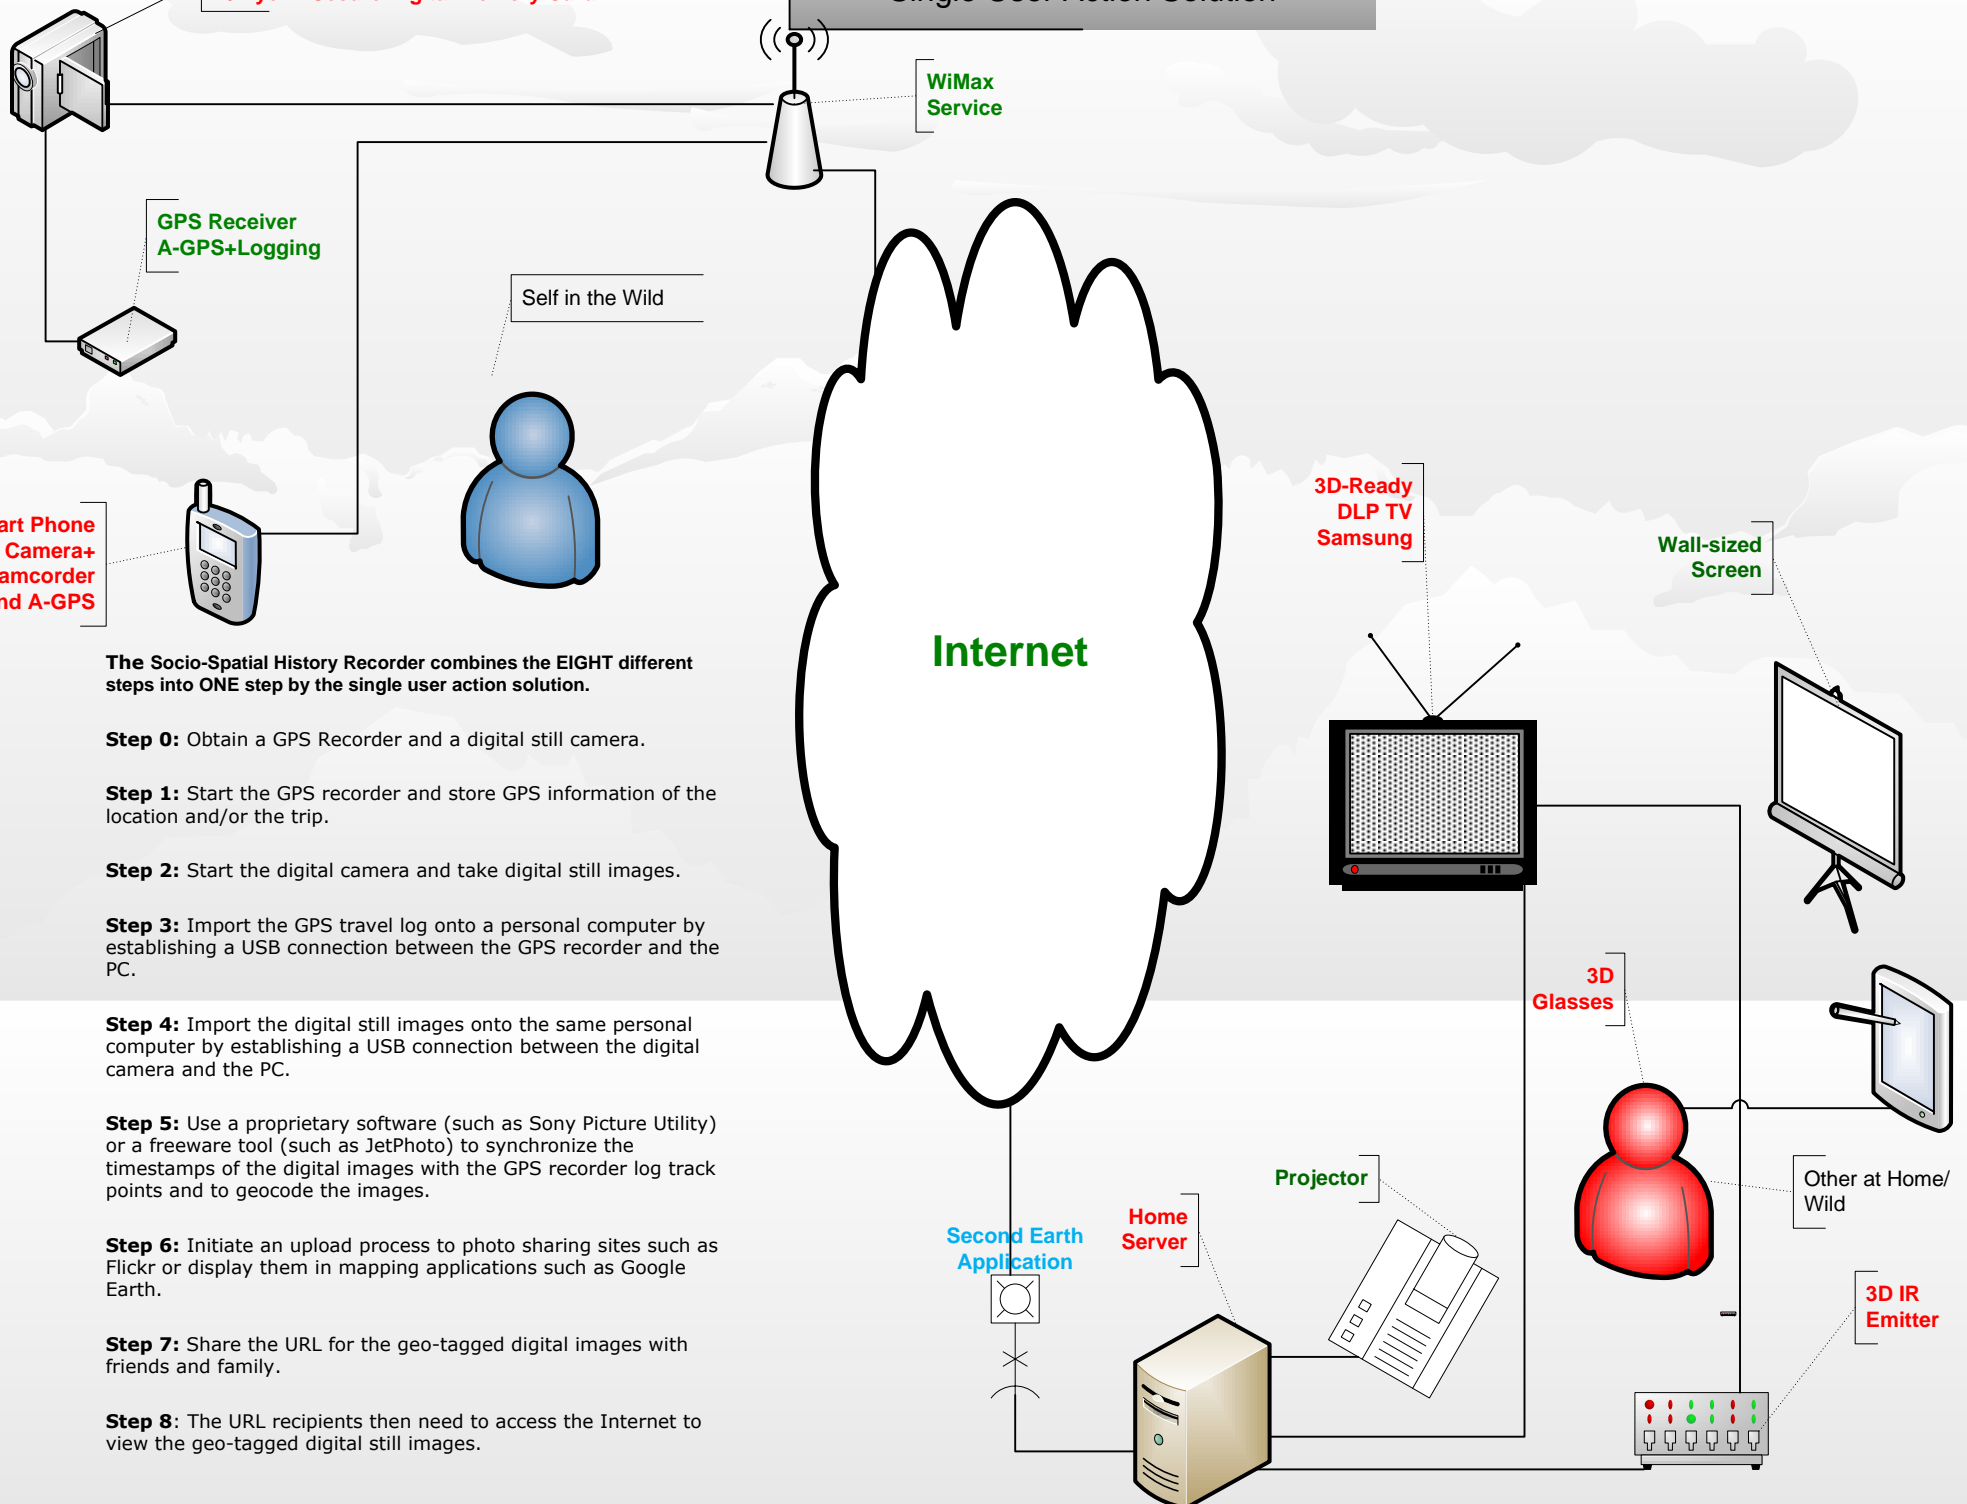 Single User Action Solution
WiMax
Service
GPS Receiver
A-GPS+Logging
Self in the Wild
Phone
Camera+
and A-GPS
3D-Ready
DLP TV
Samsung
Wall-sized
Screen
Internet
The Socio-Spatial History Recorder combines the EIGHT different
steps into ONE step by the single user action solution.
Step 0: Obtain a GPS Recorder and a digital still camera.
Step 1: Start the GPS recorder and store GPS information of the
location and/or the trip.
Step 2: Start the digital camera and take digital still images.
Step 3: Import the GPS travel log onto a personal computer by
establishing a USB connection between the GPS recorder and the
PC.
Step 4: Import the digital still images onto the same personal
computer by establishing a USB connection between the digital
camera and the PC.
Step 5: Use a proprietary software (such as Sony Picture Utility)
or a freeware tool (such as JetPhoto) to synchronize the
timestamps of the digital images with the GPS recorder log track
points and to geocode the images.
Step 6: Initiate an upload process to photo sharing sites such as
Flickr or display them in mapping applications such as Google
Earth.
Step 7: Share the URL for the geo-tagged digital images with
friends and family.
Step 8: The URL recipients then need to access the Internet to
view the geo-tagged digital still images.
3D
Glasses
Other at Home/
Wild
Projector
Second Earth
Application
Home
Server
3D IR
Emitter